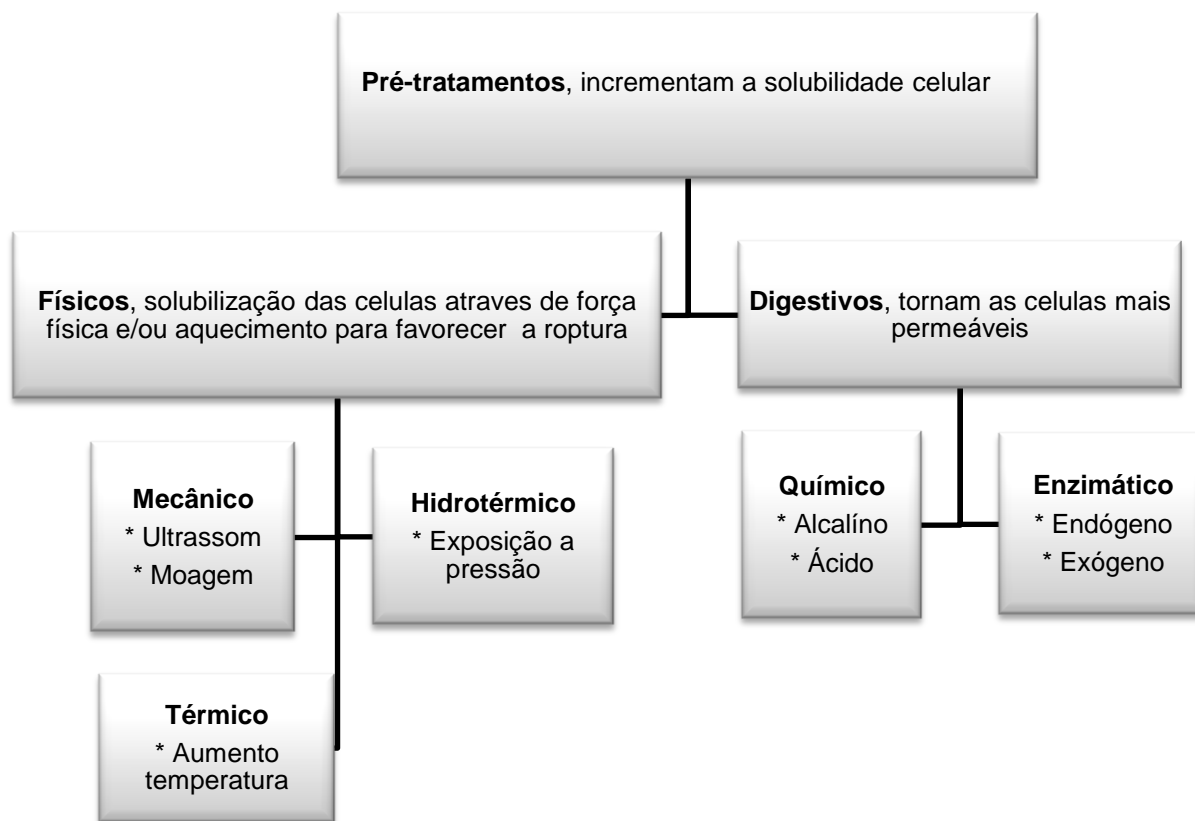 Pré-tratamentos, incrementam a solubilidade celular
Físicos, solubilização das celulas atraves de força
física e/ou aquecimento para favorecer a roptura
Digestivos, tornam as celulas mais
permeáveis
Mecânico
* Ultrassom
* Moagem
Hidrotérmico
* Exposição a
pressão
Químico
* Alcalíno
* Ácido
Enzimático
* Endógeno
* Exógeno
Térmico
* Aumento
temperatura